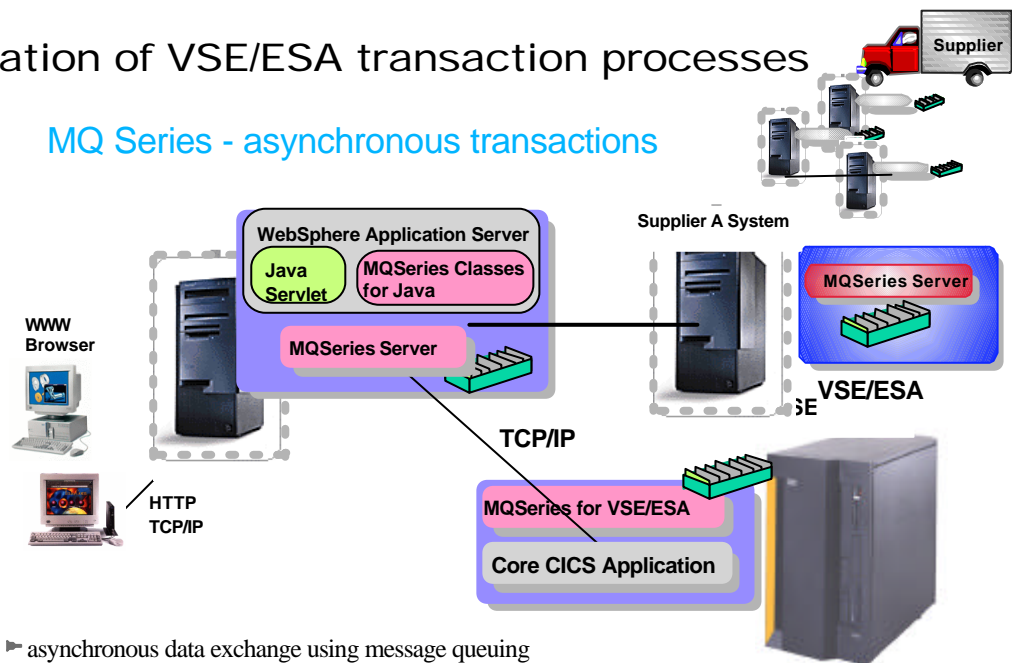 ation of VSE/ESA transaction processes
Supplier
MQ Series - asynchronous transactions
Supplier A System
WebSphere Application Server
Java
Servlet
MQSeries Classes
for Java
MQSeries Server
MQSeries Server
WWW
Browser
VSE/ESA
SE
TCP/IP
HTTP
TCP/IP
MQSeries for VSE/ESA
Core CICS Application
asynchronous data exchange using message queuing